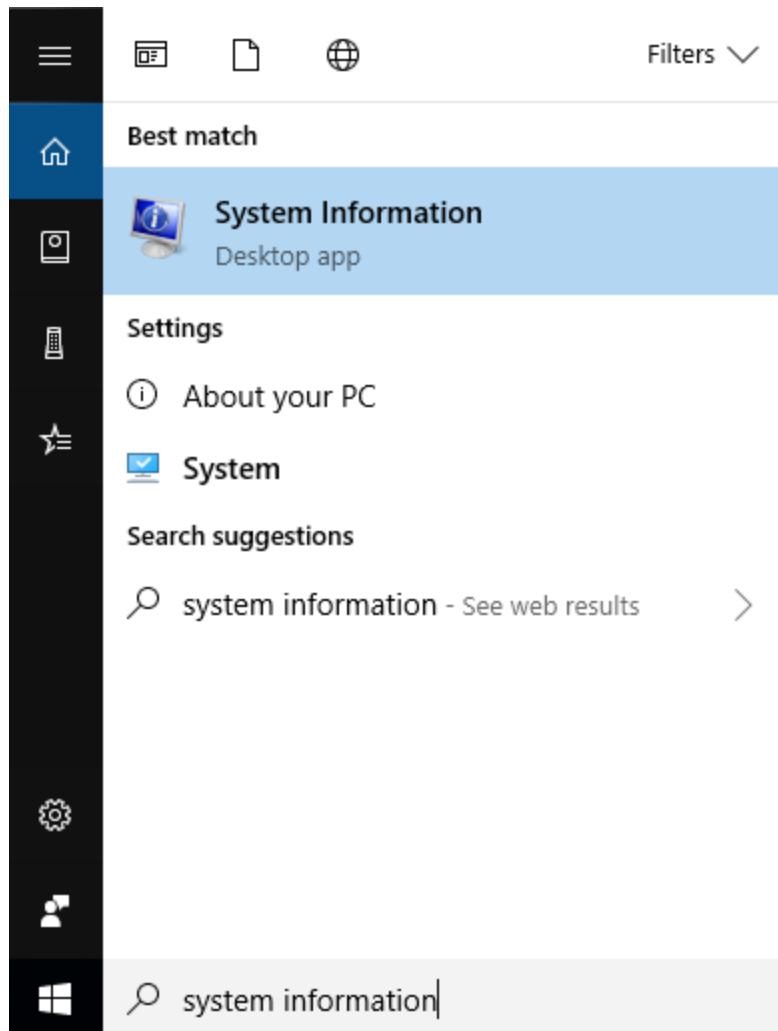 Filters
Best match
System Information
Desktop app
Settings
About your PC
System
Search suggestions
system information - See web results
system information